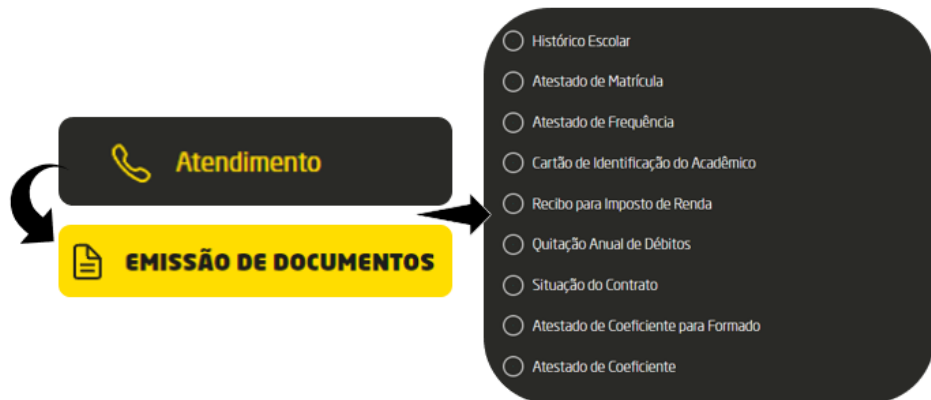 Atendimento
EMISSÃO DE DOCUMENTOS
Histórico Escolar
Atestado de Matrícula
Atestado de Frequência
Cartão de Identificação do Acadêmico
Recibo para Imposto de Renda
Quitação Anual de Débitos
Situação do Contrato
Atestado de Coeficiente para Formado
Atestado de Coeficiente